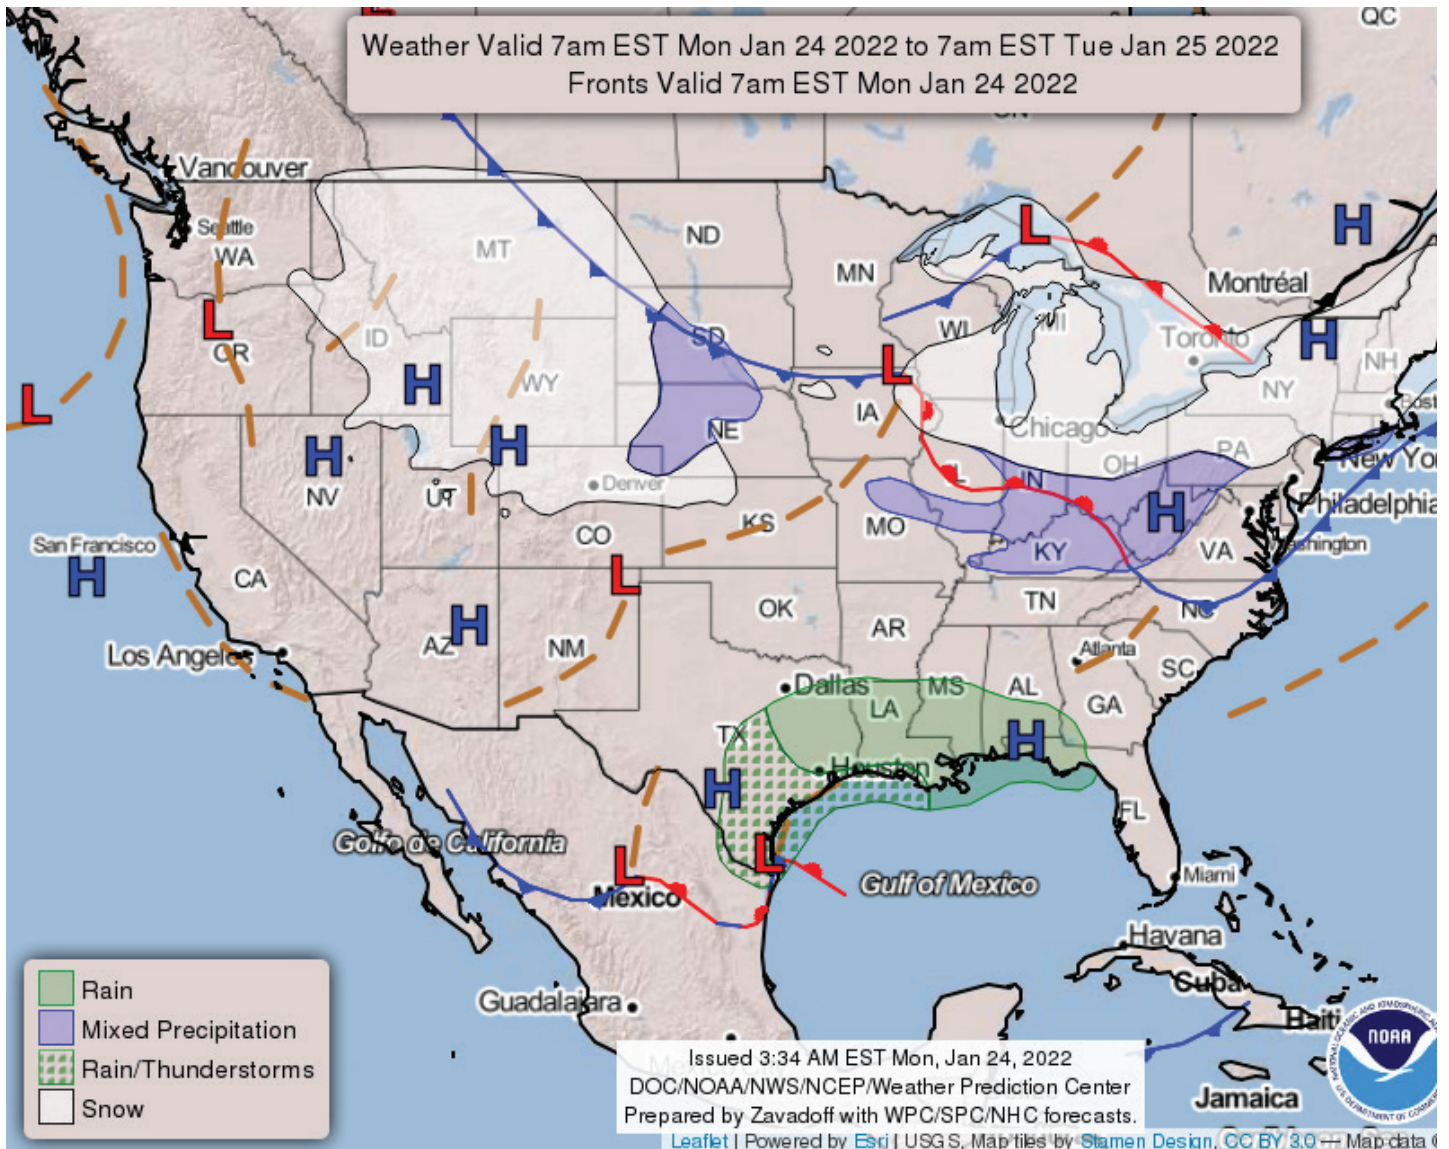 Weather Valid 7am EST Mon Jan 24 2022 to 7am EST Tue Jan 25 2022
Fronts Valid 7am EST Mon Jan 24 2022
QC
Vancouver
Seattle
WA
MT
ND
MN
H
L
Montréal
L
OR
ID
WY
SD
WI
MI
Toronto
H
NH
NY
L
H
L
IA
Chicago
NE
OH
PA
New Yo
H
NV
H
UT
Denver
IN
H
Philadelphia
KS
MO
CO
KY
VA
San Francisco
H
CA
L
OK
TN
NC
AZ
H
NM
AR
Atlanta
SC
Los Angeles
Dallas
MS
AL
GA
LA
TX
H
Houston
H
FL
Golfo de California
L
L
Mexico
Gulf of Mexico
Miami
Havana
Cuba
Haiti
Guadalajara
Jamaica
NOAA
Rain
Mixed Precipitation
Rain/Thunderstorms
Snow
Issued 3:34 AM EST Mon, Jan 24, 2022
DOC/NOAA/NWS/NCEP/Weather Prediction Center
Prepared by Zavadoff with WPC/SPC/NHC forecasts.
Leaflet | Powered by Esri | USGS, Map tiles by Stamen Design, CC BY 3.0 — Map data ©